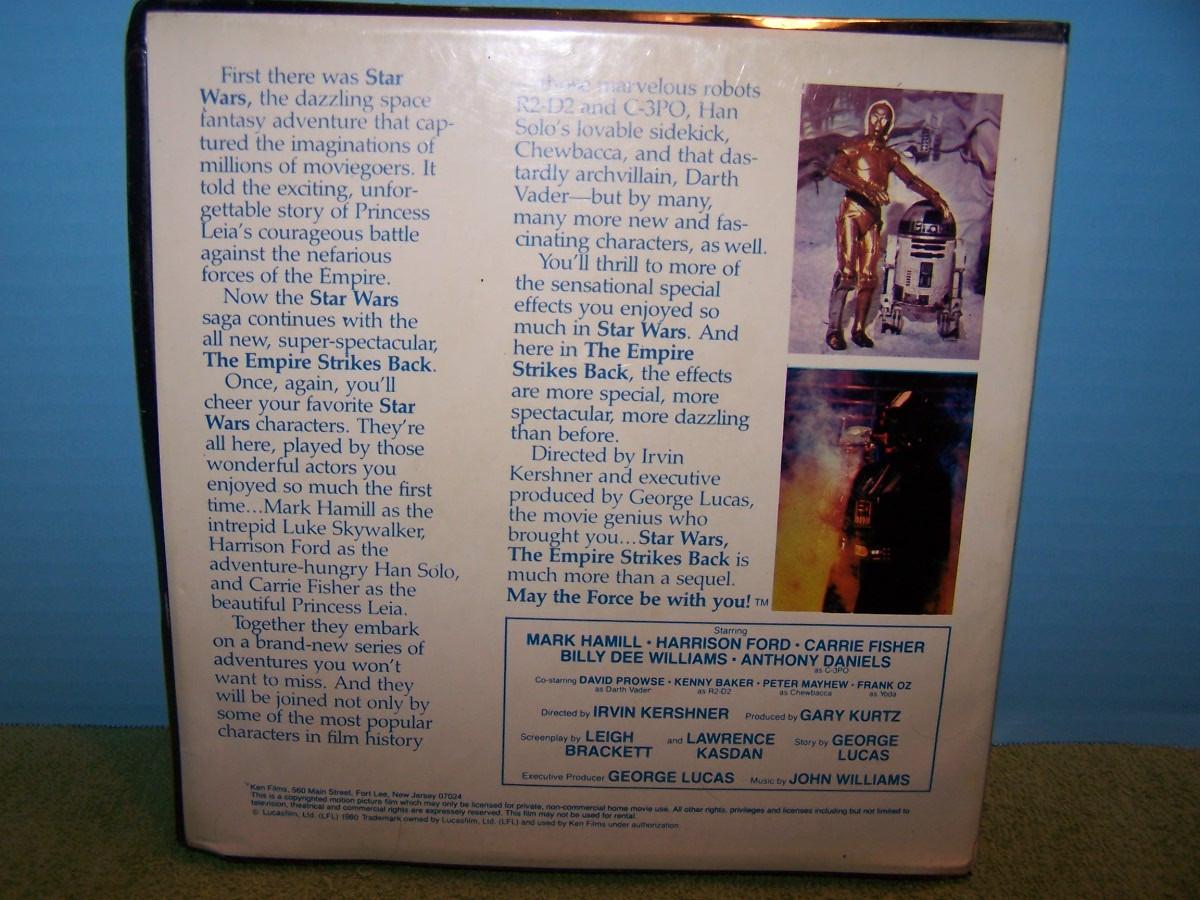 First there was Star
Wars, the dazzling space
fantasy adventure that cap-
tured the imaginations of
millions of moviegoers. It
told the exciting, unfor-
gettable story of Princess
Leia's courageous battle
against the nefarious
forces of the Empire.
Now the Star Wars
saga continues with the
all new, super-spectacular,
The Empire Strikes Back.
Once, again, you'll
cheer your favorite Star
Wars characters. They're
all here, played by those
wonderful actors you
enjoyed so much the first
time...Mark Hamill as the
intrepid Luke Skywalker,
Harrison Ford as the
adventure-hungry Han Solo,
and Carrie Fisher as the
beautiful Princess Leia.
Together they embark
on a brand-new series of
adventures you won't
want to miss. And they
will be joined not only by
some of the most popular
characters in film history
those marvelous robots
R2-D2 and C-3PO, Han
Solo's lovable sidekick,
Chewbacca, and that das-
tardly archvillain, Darth
Vader—but by many,
many more new and fas-
cinating characters, as well.
You'll thrill to more of
the sensational special
effects you enjoyed so
much in Star Wars. And
here in The Empire
Strikes Back, the effects
are more special, more
spectacular, more dazzling
than before.
Directed by Irvin
Kershner and executive
produced by George Lucas,
the movie genius who
brought you...Star Wars,
The Empire Strikes Back is
much more than a sequel.
May the Force be with you! TM
Starring
MARK HAMILL · HARRISON FORD · CARRIE FISHER
BILLY DEE WILLIAMS · ANTHONY DANIELS
as C-3PO
Co-starring DAVID PROWSE · KENNY BAKER · PETER MAYHEW · FRANK OZ
as Darth Vader as R2-D2 as Chewbacca as Yoda
Directed by IRVIN KERSHNER Produced by GARY KURTZ
Screenplay by LEIGH BRACKETT and LAWRENCE KASDAN Story by GEORGE LUCAS
Executive Producer GEORGE LUCAS Music by JOHN WILLIAMS
Ken Films, 560 Main Street, Fort Lee, New Jersey 07024
This is a copyrighted motion picture film which may only be licensed for private, non-commercial home movie use. All other rights, privileges and licenses including but not limited to
television, theatrical and commercial rights are expressely reserved. This film may not be used for rental.
© Lucasfilm, Ltd. (LFL) 1980 Trademark owned by Lucasfilm, Ltd. (LFL) and used by Ken Films under authorization.